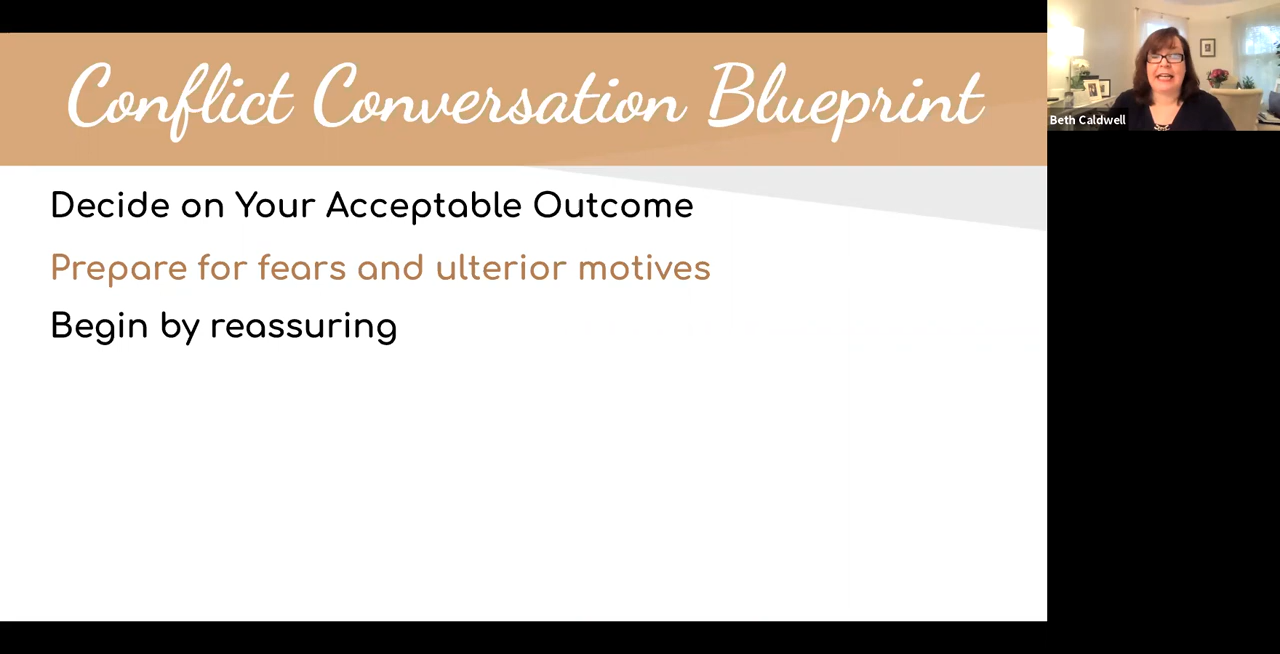 Conflict Conversation Blueprint
Decide on Your Acceptable Outcome
Prepare for fears and ulterior motives
Begin by reassuring
Beth Caldwell